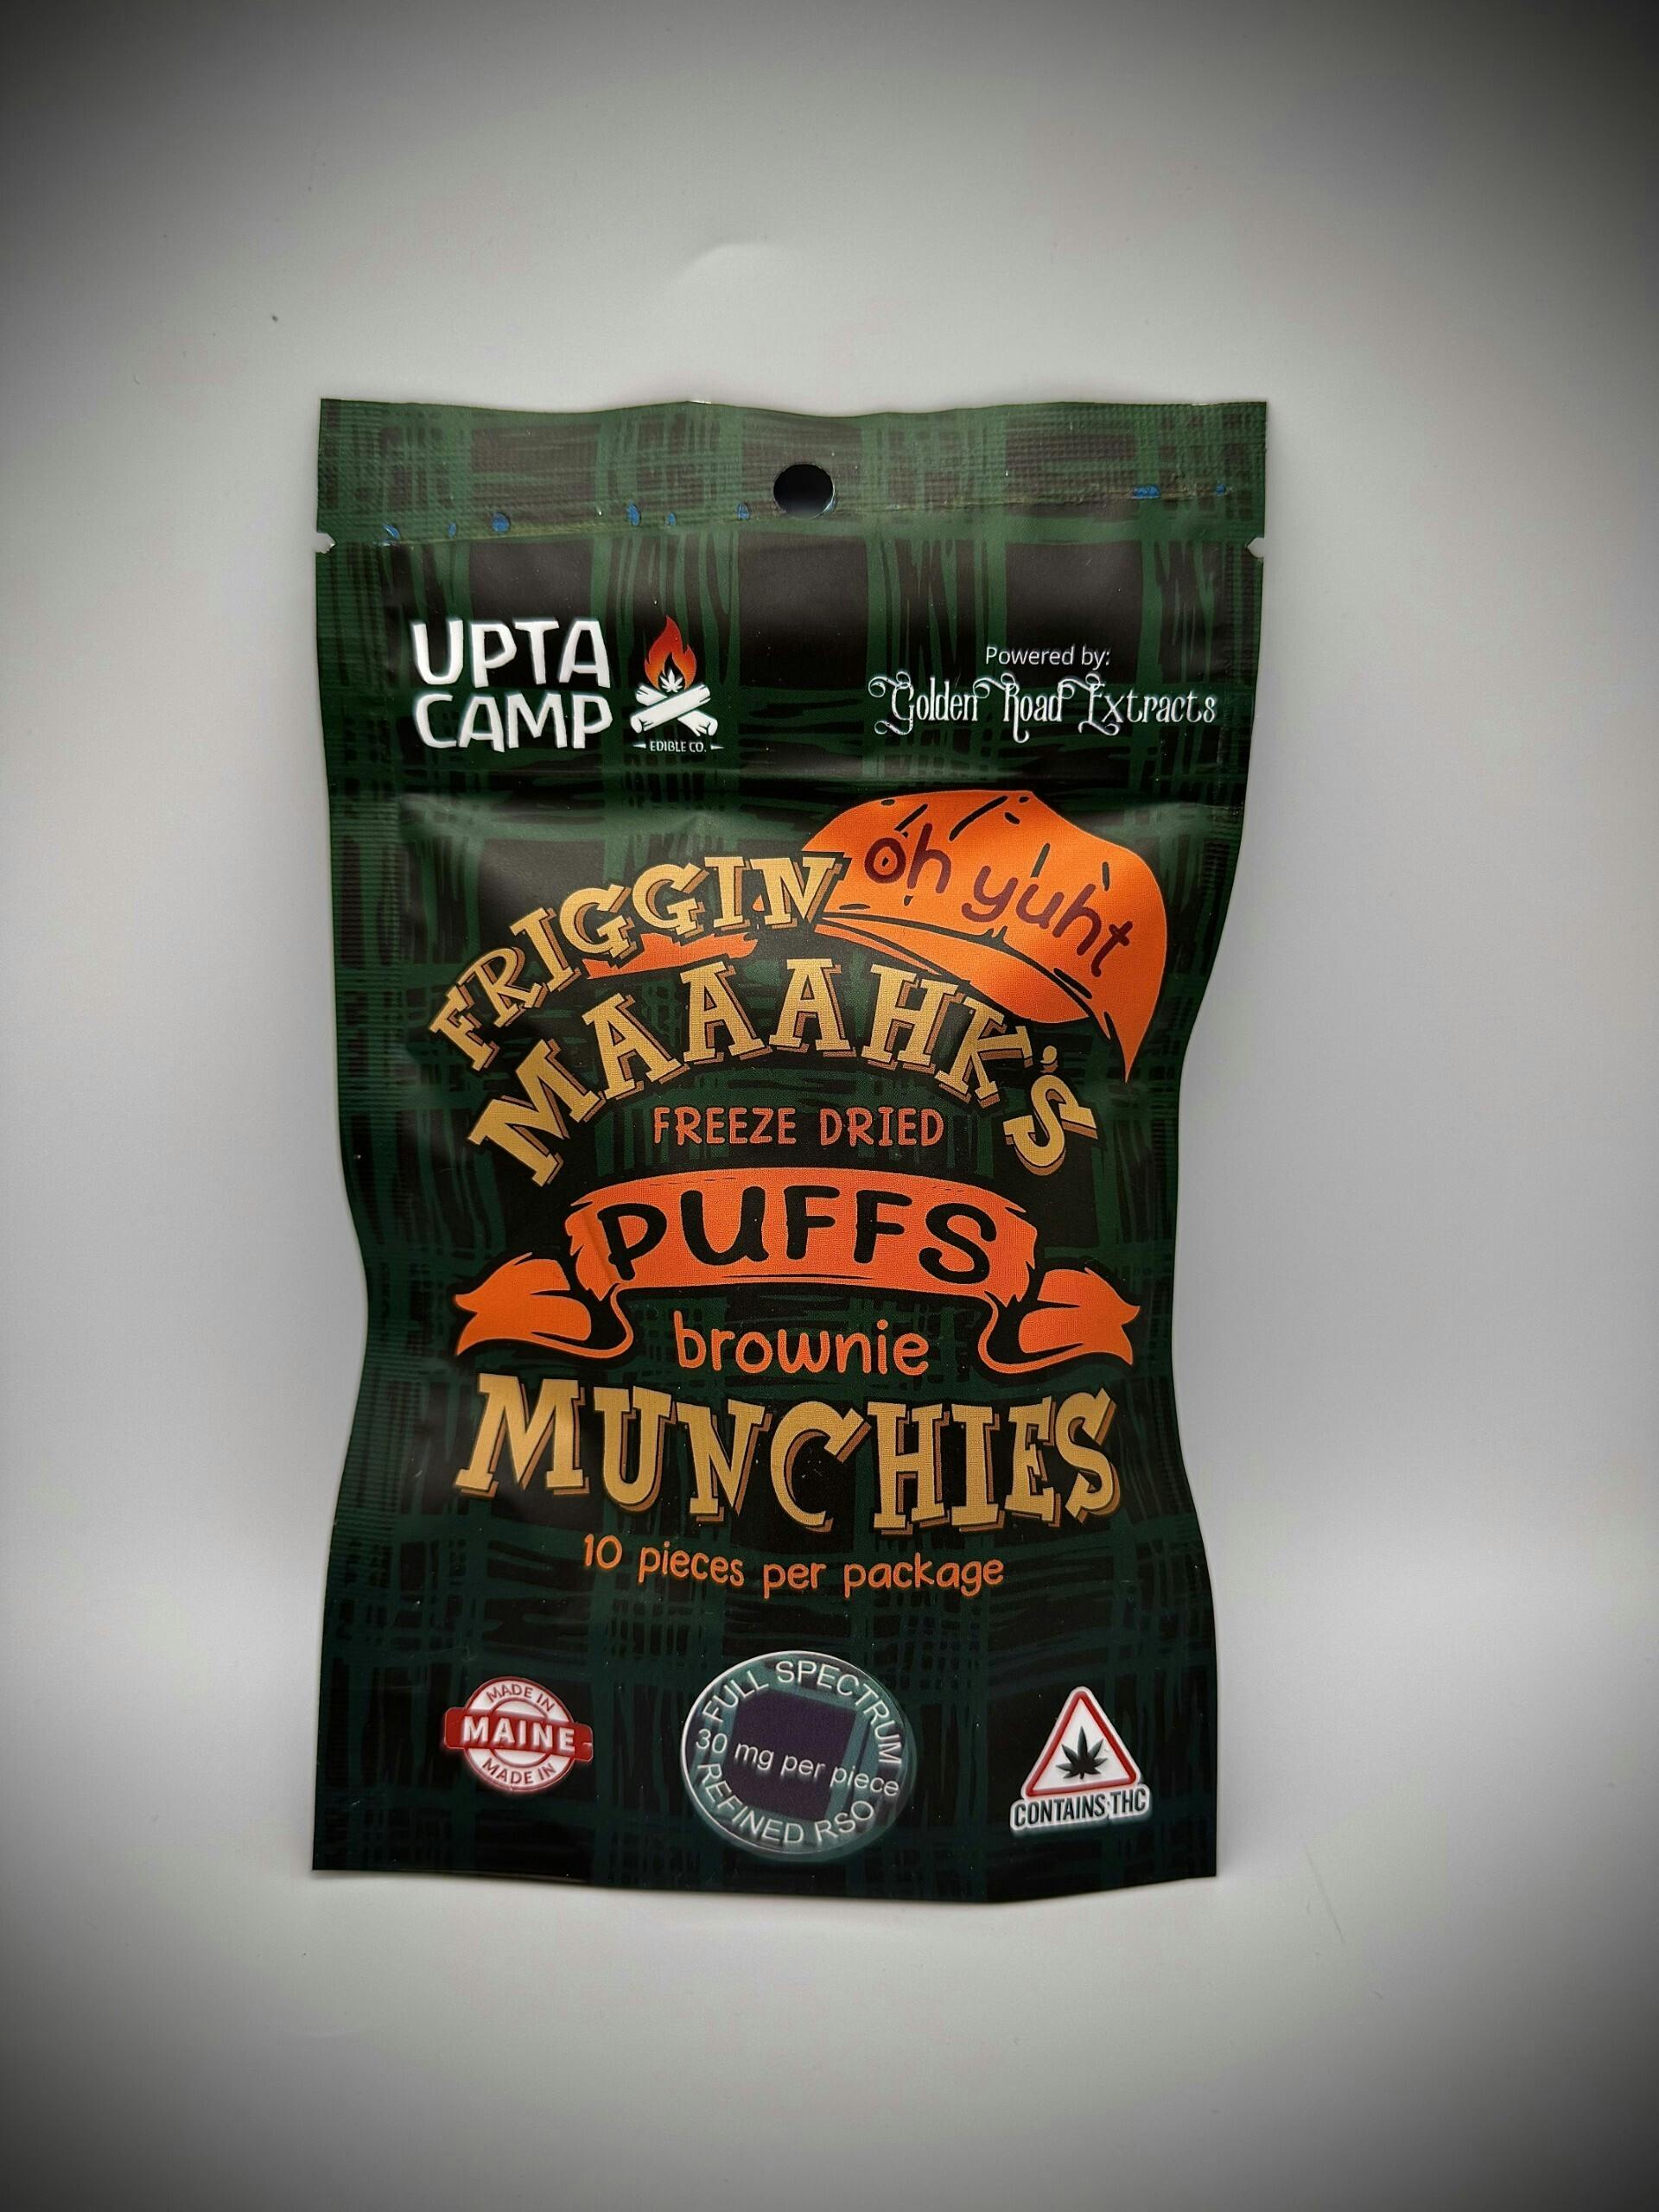 UPTA
CAMP
EDIBLE CO.
Powered by:
Golden Road Extracts
oh yuht
FRIGGIN
MAAAHK'S
FREEZE DRIED
PUFFS
brownie
MUNCHIES
10 pieces per package
MADE IN
MAINE
MADE IN
FULL SPECTRUM
30 mg per piece
REFINED RSO
CONTAINS THC